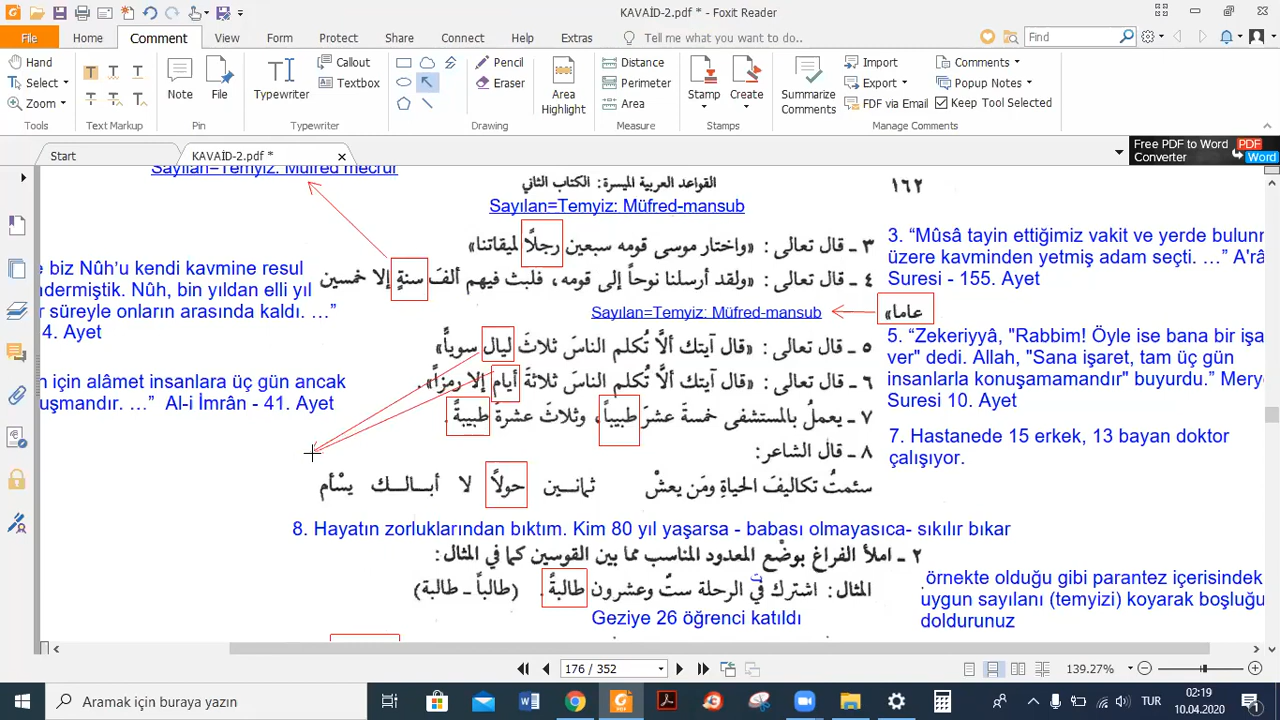 KAVAİD-2.pdf * - Foxit Reader
File Home Comment View Form Protect Share Connect Help Extras Tell me what you want to do... Find
Hand
Select
Zoom
Tools
Text Markup
Note
File
Pin
Typewriter
Callout
Textbox
Typewriter
Pencil
Eraser
Drawing
Area
Highlight
Distance
Perimeter
Area
Measure
Stamp
Create
Stamps
Summarize
Comments
Import
Export
FDF via Email
Comments
Popup Notes
Keep Tool Selected
Manage Comments
Start
KAVAİD-2.pdf *
Free PDF to Word
Converter
PDF
Word
Sayılan=Temyiz: Müfred mecrur
القواعد العربية الميسرة: الكتاب الثاني
١٦٢
Sayılan=Temyiz: Müfred-mansub
٣ ـ قال تعالى : «واختار موسى قومه سبعين رجلاً لميقاتنا»
٤ ـ قال تعالى : «ولقد أرسلنا نوحاً إلى قومه، فلبث فيهم ألفَ سنةٍ إلا خمسين
عاما»
Sayılan=Temyiz: Müfred-mansub
٥ ـ قال تعالى : «قال آيتك ألاَّ تُكلم الناسَ ثلاثَ ليال سوياً»
٦ ـ قال تعالى : «قال آيتك ألاَّ تُكلم الناسَ ثلاثةَ أيام إلا رمزاً» .
٧ ـ يعملُ بالمستشفى خمسةَ عشرَ طبيباً ، وثلاثَ عشرةَ طبيبةً .
٨ ـ قال الشاعر:
سئمتُ تكاليفَ الحياةِ ومَن يعشْ ثمانـــين حولاً لا أبـــالـــك يسْأم
8. Hayatın zorluklarından bıktım. Kim 80 yıl yaşarsa - babası olmayasıca- sıkılır bıkar
٢ ـ املأ الفراغ بوضْع المعدود المناسب مما بين القوسين كما في المثال:
المثال: اشترك في الرحلة ستٌ وعشرون طالبةً . (طالباً ـ طالبة)
Geziye 26 öğrenci katıldı
3. “Mûsâ tayin ettiğimiz vakit ve yerde bulunm
üzere kavminden yetmiş adam seçti. …” A'râ
Suresi - 155. Ayet
5. “Zekeriyyâ, "Rabbim! Öyle ise bana bir işa
ver" dedi. Allah, "Sana işaret, tam üç gün
insanlarla konuşamamandır" buyurdu.” Mery
Suresi 10. Ayet
7. Hastanede 15 erkek, 13 bayan doktor
çalışıyor.
.örnekte olduğu gibi parantez içerisindek
uygun sayılanı (temyizi) koyarak boşluğu
doldurunuz
e biz Nûh’u kendi kavmine resul
ndermiştik. Nûh, bin yıldan elli yıl
r süreyle onların arasında kaldı. …”
4. Ayet
n için alâmet insanlara üç gün ancak
uşmandır. …” Al-i İmrân - 41. Ayet
176 / 352
139.27%
Aramak için buraya yazın
TUR
02:19
10.04.2020